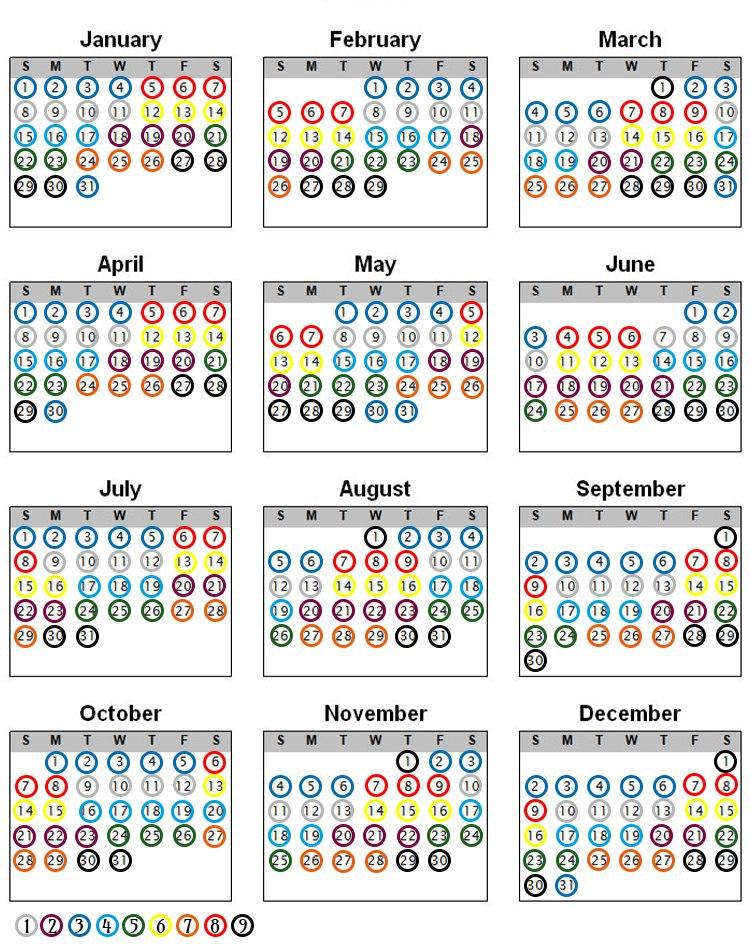 January February March
S M T W T F S S M T W T F S S M T W T F S
1 2 3 4 5 6 7 1 2 3 4 1 2 3
8 9 10 11 12 13 14 5 6 7 8 9 10 11 4 5 6 7 8 9 10
15 16 17 18 19 20 21 12 13 14 15 16 17 18 11 12 13 14 15 16 17
22 23 24 25 26 27 28 19 20 21 22 23 24 25 18 19 20 21 22 23 24
29 30 31 26 27 28 29 25 26 27 28 29 30 31
April May June
S M T W T F S S M T W T F S S M T W T F S
1 2 3 4 5 6 7 1 2 3 4 5 1 2
8 9 10 11 12 13 14 6 7 8 9 10 11 12 3 4 5 6 7 8 9
15 16 17 18 19 20 21 13 14 15 16 17 18 19 10 11 12 13 14 15 16
22 23 24 25 26 27 28 20 21 22 23 24 25 26 17 18 19 20 21 22 23
29 30 27 28 29 30 31 24 25 26 27 28 29 30
July August September
S M T W T F S S M T W T F S S M T W T F S
1 2 3 4 5 6 7 1 2 3 4 1
8 9 10 11 12 13 14 5 6 7 8 9 10 11 2 3 4 5 6 7 8
15 16 17 18 19 20 21 12 13 14 15 16 17 18 9 10 11 12 13 14 15
22 23 24 25 26 27 28 19 20 21 22 23 24 25 16 17 18 19 20 21 22
29 30 31 26 27 28 29 30 31 23 24 25 26 27 28 29
30
October November December
S M T W T F S S M T W T F S S M T W T F S
1 2 3 4 5 6 1 2 3 1
7 8 9 10 11 12 13 4 5 6 7 8 9 10 2 3 4 5 6 7 8
14 15 16 17 18 19 20 11 12 13 14 15 16 17 9 10 11 12 13 14 15
21 22 23 24 25 26 27 18 19 20 21 22 23 24 16 17 18 19 20 21 22
28 29 30 31 25 26 27 28 29 30 23 24 25 26 27 28 29
30 31
1 2 3 4 5 6 7 8 9